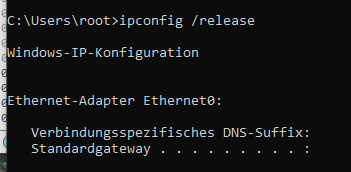 C:\Users\root>ipconfig /release
Windows-IP-Konfiguration
Ethernet-Adapter Ethernet0:
Verbindungsspezifisches DNS-Suffix:
Standardgateway . . . . . . . . . :